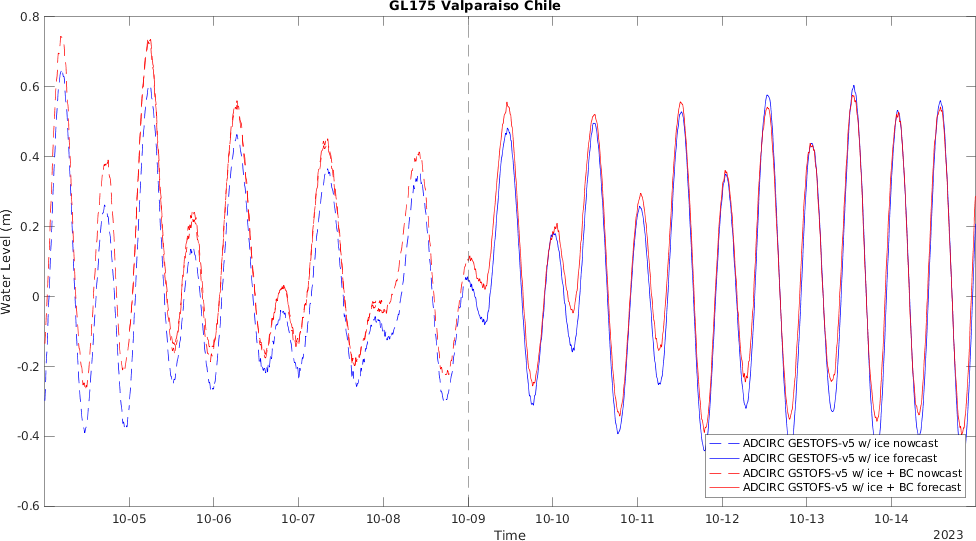 GL175 Valparaiso Chile
0.8
0.6
0.4
0.2
0
-0.2
-0.4
-0.6
Water Level (m)
10-05 10-06 10-07 10-08 10-09 10-10 10-11 10-12 10-13 10-14
Time
2023
ADCIRC GESTOFS-v5 w/ ice nowcast
ADCIRC GESTOFS-v5 w/ ice forecast
ADCIRC GSTOFS-v5 w/ ice + BC nowcast
ADCIRC GSTOFS-v5 w/ ice + BC forecast